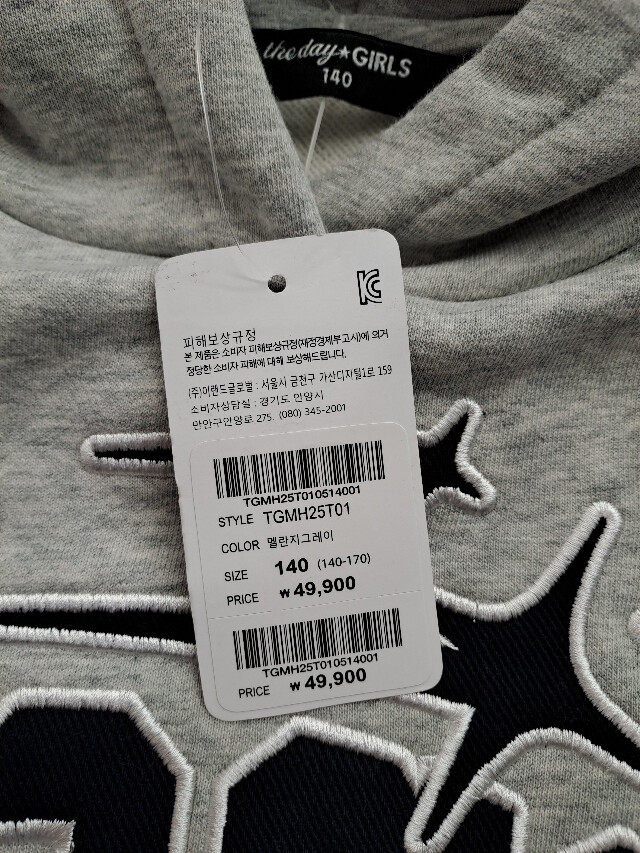 theday★GIRLS
140
KC
피해보상규정
본 제품은 소비자 피해보상규정(재정경제부 고시)에 의거
정당한 소비자 피해에 대해 보상해드립니다.
(주)이랜드글로벌 : 서울시 금천구 가산디지털1로 159
소비자상담실 : 경기도 안양시
만안구안양로 275. (080) 345-2001
TGMH25T010514001
STYLE TGMH25T01
COLOR 멜란지그레이
SIZE 140 (140-170)
PRICE ₩49,900
TGMH25T010514001
PRICE ₩49,900